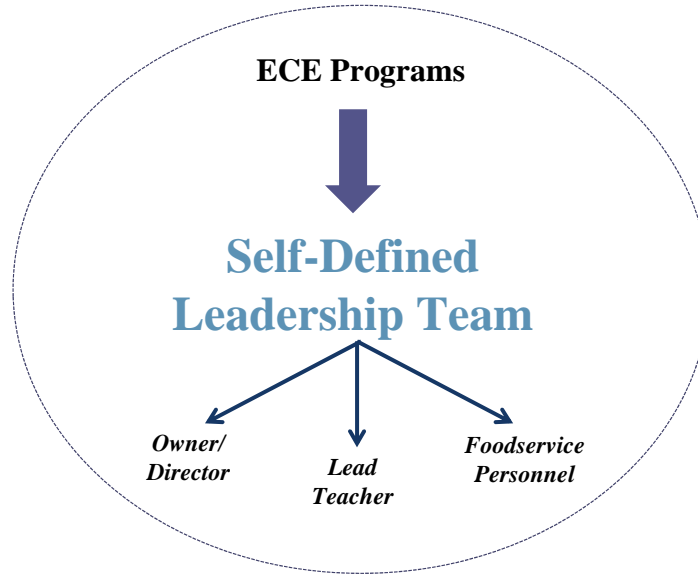 ECE Programs
Self-Defined
Leadership Team
Owner/
Director
Lead
Teacher
Foodservice
Personnel